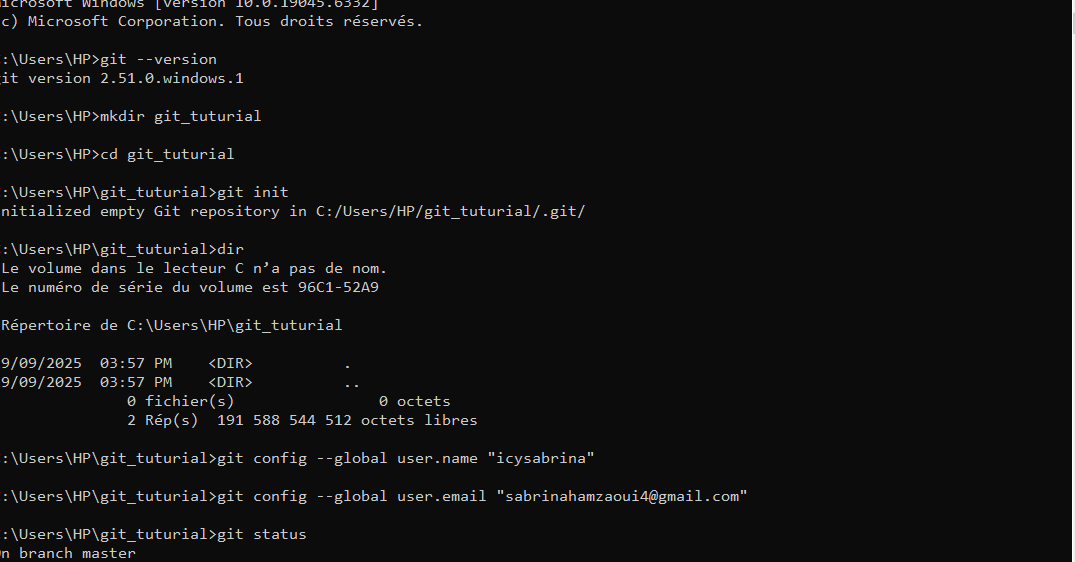 icrosoft Windows [version 10.0.19045.6332]
c) Microsoft Corporation. Tous droits réservés.
:\Users\HP>git --version
it version 2.51.0.windows.1
:\Users\HP>mkdir git_tuturial
:\Users\HP>cd git_tuturial
:\Users\HP\git_tuturial>git init
nitialized empty Git repository in C:/Users/HP/git_tuturial/.git/
:\Users\HP\git_tuturial>dir
Le volume dans le lecteur C n’a pas de nom.
Le numéro de série du volume est 96C1-52A9
Répertoire de C:\Users\HP\git_tuturial
9/09/2025  03:57 PM    <DIR>          .
9/09/2025  03:57 PM    <DIR>          ..
0 fichier(s)                0 octets
2 Rép(s)  191 588 544 512 octets libres
:\Users\HP\git_tuturial>git config --global user.name "icysabrina"
:\Users\HP\git_tuturial>git config --global user.email "sabrinahamzaoui4@gmail.com"
:\Users\HP\git_tuturial>git status
n branch master